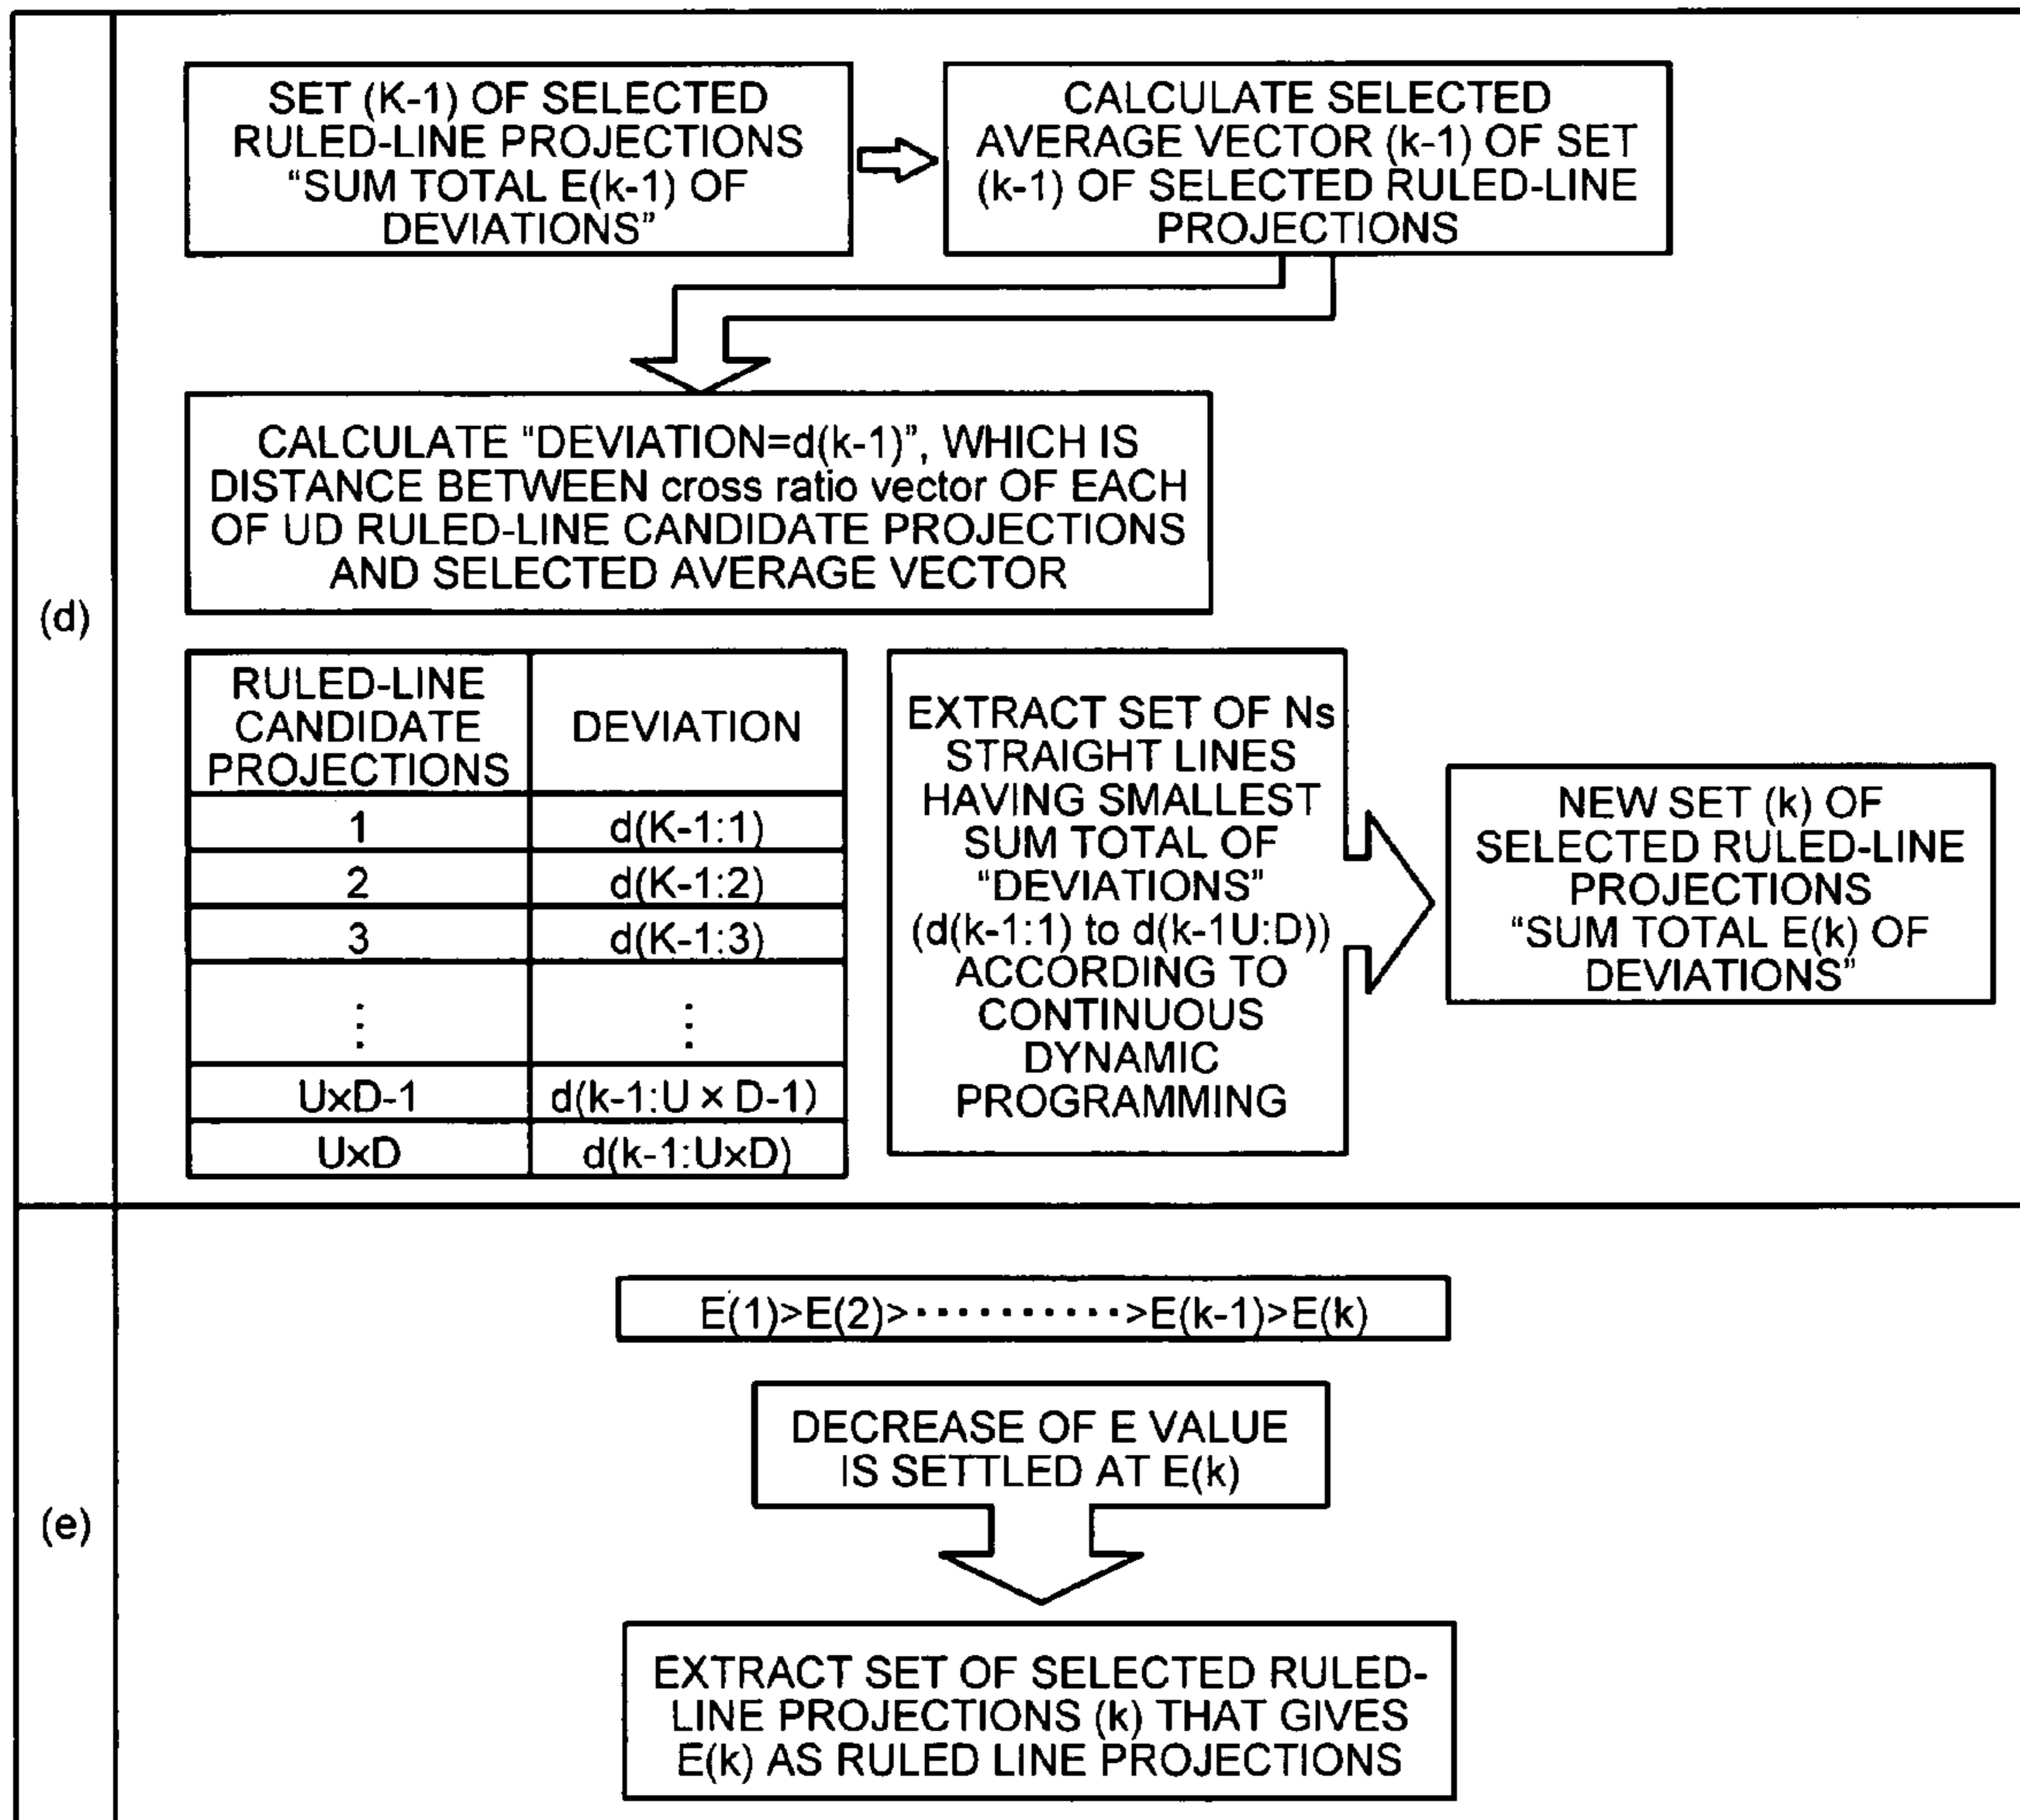 (d)
SET (K-1) OF SELECTED
RULED-LINE PROJECTIONS
“SUM TOTAL E(k-1) OF
DEVIATIONS”
CALCULATE SELECTED
AVERAGE VECTOR (k-1) OF SET
(k-1) OF SELECTED RULED-LINE
PROJECTIONS
CALCULATE “DEVIATION=d(k-1)”, WHICH IS
DISTANCE BETWEEN cross ratio vector OF EACH
OF UD RULED-LINE CANDIDATE PROJECTIONS
AND SELECTED AVERAGE VECTOR
RULED-LINE
CANDIDATE
PROJECTIONS
DEVIATION
1
d(K-1:1)
2
d(K-1:2)
3
d(K-1:3)
⋮
⋮
U×D-1
d(k-1:U × D-1)
U×D
d(k-1:U×D)
EXTRACT SET OF Ns
STRAIGHT LINES
HAVING SMALLEST
SUM TOTAL OF
“DEVIATIONS”
(d(k-1:1) to d(k-1U:D))
ACCORDING TO
CONTINUOUS
DYNAMIC
PROGRAMMING
NEW SET (k) OF
SELECTED RULED-LINE
PROJECTIONS
“SUM TOTAL E(k) OF
DEVIATIONS”
(e)
E(1)>E(2)>··········>E(k-1)>E(k)
DECREASE OF E VALUE
IS SETTLED AT E(k)
EXTRACT SET OF SELECTED RULED-
LINE PROJECTIONS (k) THAT GIVES
E(k) AS RULED LINE PROJECTIONS